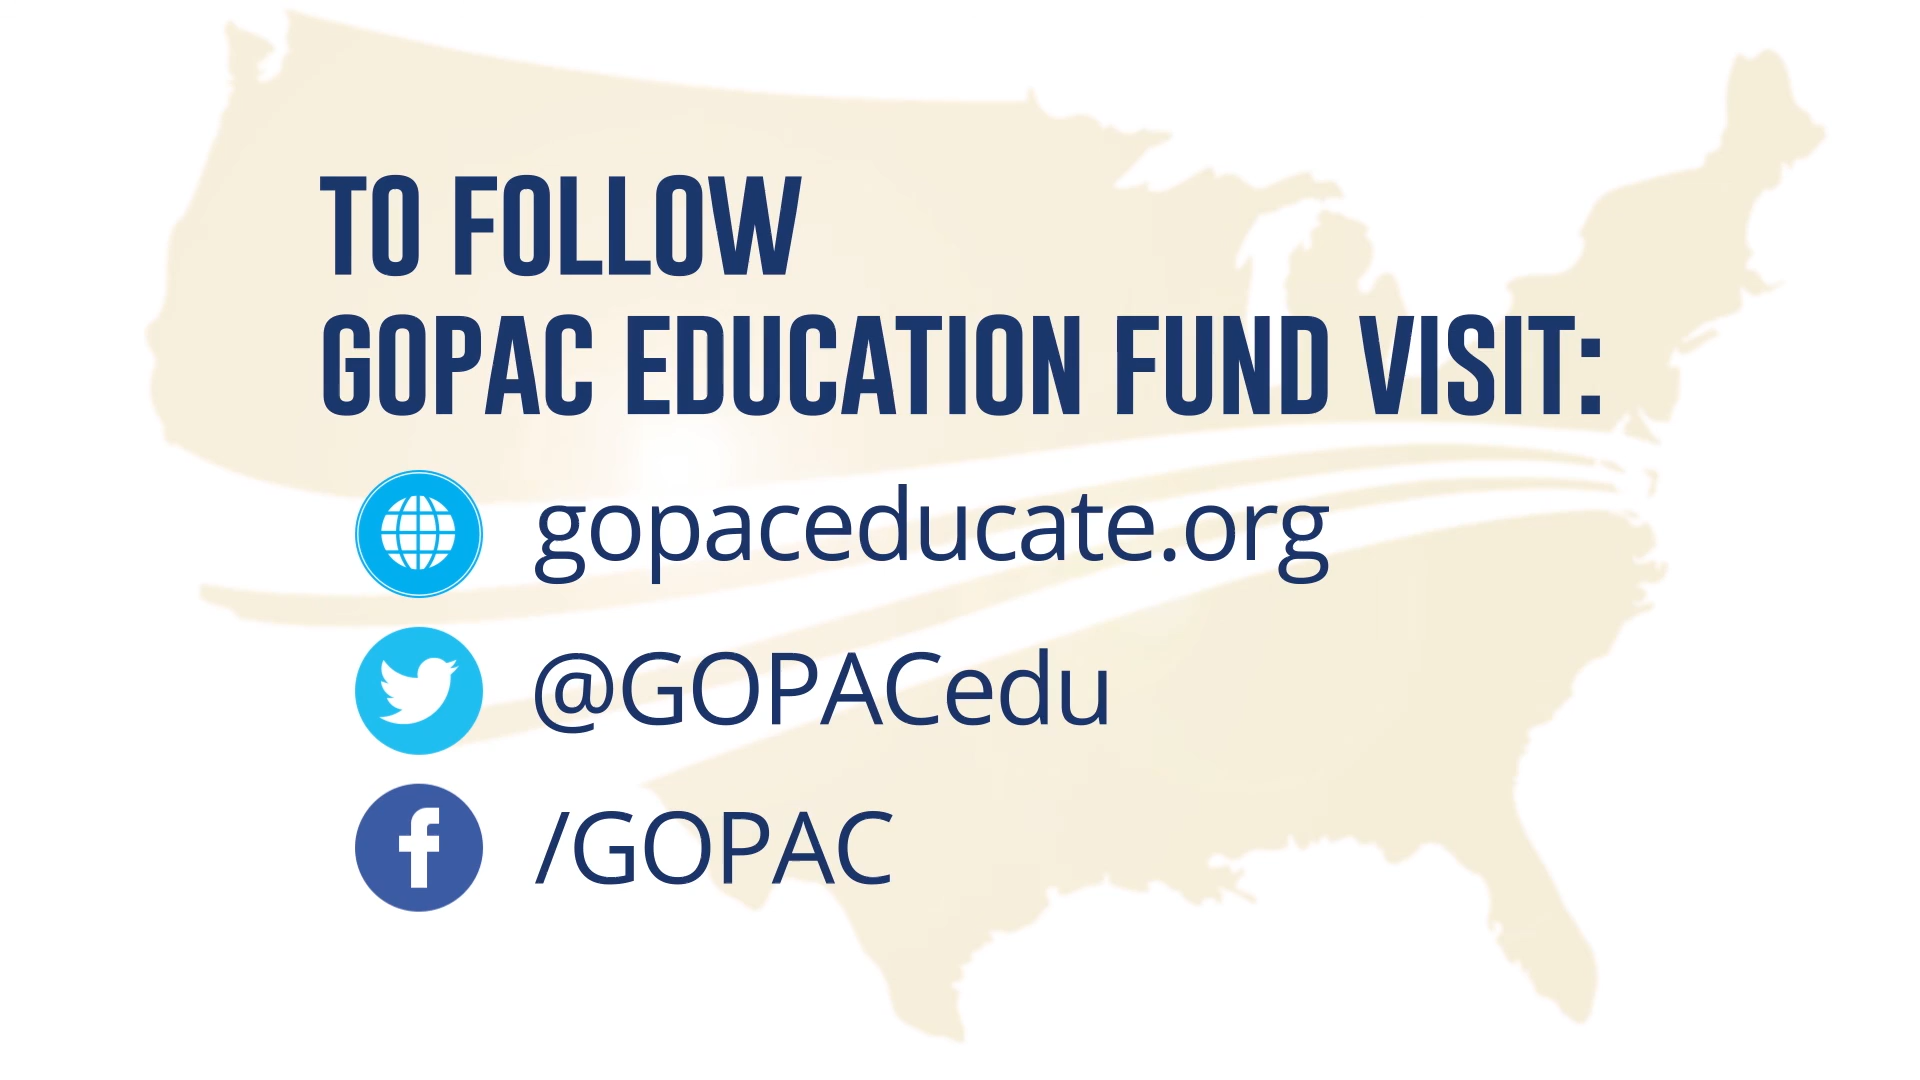 TO FOLLOW
GOPAC EDUCATION FUND VISIT:
gopaceducate.org
@GOPACedu
/GOPAC